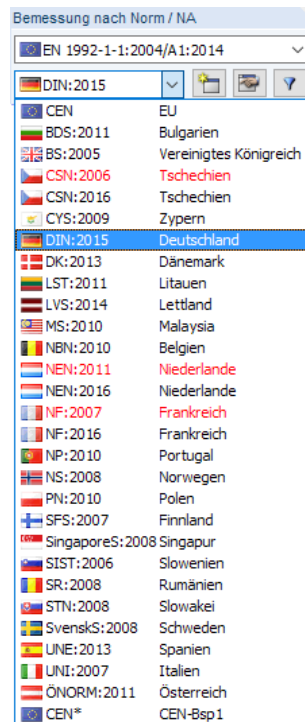 Bemessung nach Norm / NA
EN 1992-1-1:2004/A1:2014
DIN:2015
CEN EU
BDS:2011 Bulgarien
BS:2005 Vereinigtes Königreich
CSN:2006 Tschechien
CSN:2016 Tschechien
CYS:2009 Zypern
DIN:2015 Deutschland
DK:2013 Dänemark
LST:2011 Litauen
LVS:2014 Lettland
MS:2010 Malaysia
NBN:2010 Belgien
NEN:2011 Niederlande
NEN:2016 Niederlande
NF:2007 Frankreich
NF:2016 Frankreich
NP:2010 Portugal
NS:2008 Norwegen
PN:2010 Polen
SFS:2007 Finnland
SingaporeS:2008 Singapur
SIST:2006 Slowenien
SR:2008 Rumänien
STN:2008 Slowakei
SvenskS:2008 Schweden
UNE:2013 Spanien
UNI:2007 Italien
ÖNORM:2011 Österreich
CEN* CEN-Bsp1